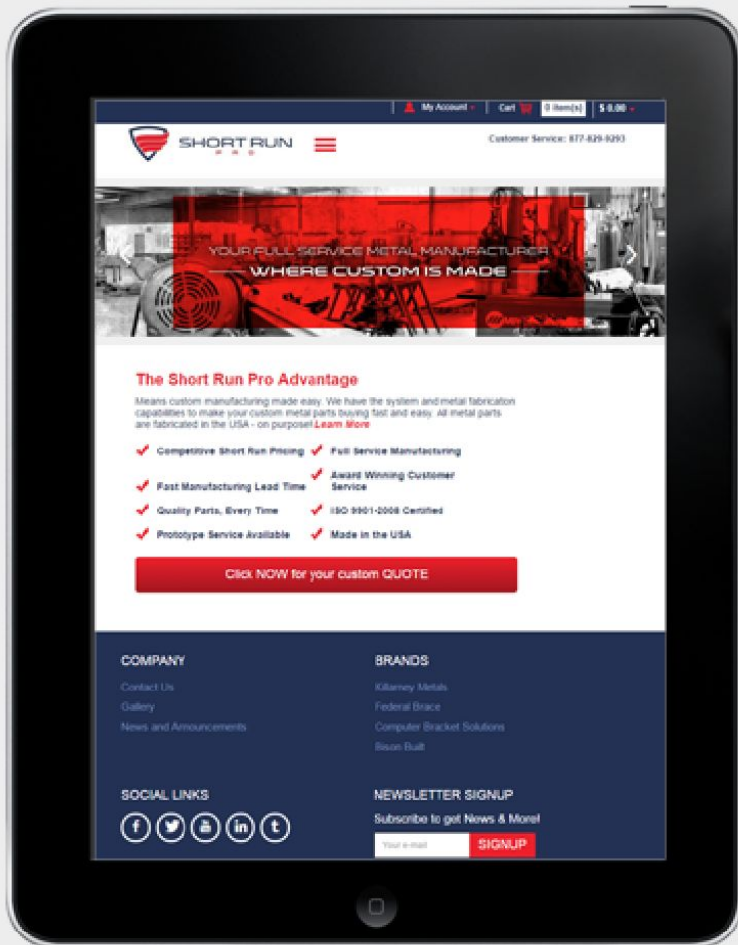 My Account
Cart
0 item(s)
$ 0.00
SHORT RUN
PRO
Customer Service: 877-829-9293
YOUR FULL SERVICE METAL MANUFACTURER
WHERE CUSTOM IS MADE
The Short Run Pro Advantage
Means custom manufacturing made easy. We have the system and metal fabrication
capabilities to make your custom metal parts buying fast and easy. All metal parts
are fabricated in the USA - on purpose! Learn More
Competitive Short Run Pricing
Full Service Manufacturing
Fast Manufacturing Lead Time
Award Winning Customer
Service
Quality Parts, Every Time
ISO 9901-2008 Certified
Prototype Service Available
Made in the USA
Click NOW for your custom QUOTE
COMPANY
Contact Us
Gallery
News and Announcements
BRANDS
Killarney Metals
Federal Brace
Computer Bracket Solutions
Bison Built
SOCIAL LINKS
NEWSLETTER SIGNUP
Subscribe to get News & More!
Your e-mail
SIGNUP